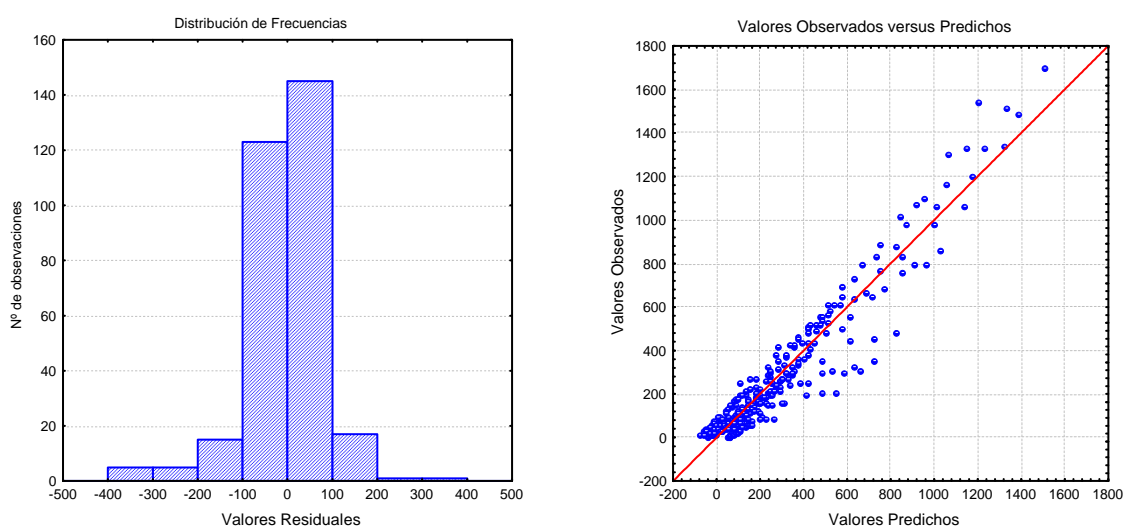 Distribución de Frecuencias
160
140
120
100
80
60
40
20
0
Nº de observaciones
-500 -400 -300 -200 -100 0 100 200 300 400 500
Valores Residuales
Valores Observados versus Predichos
1800
1600
1400
1200
1000
800
600
400
200
0
-200
Valores Observados
-200 0 200 400 600 800 1000 1200 1400 1600 1800
Valores Predichos